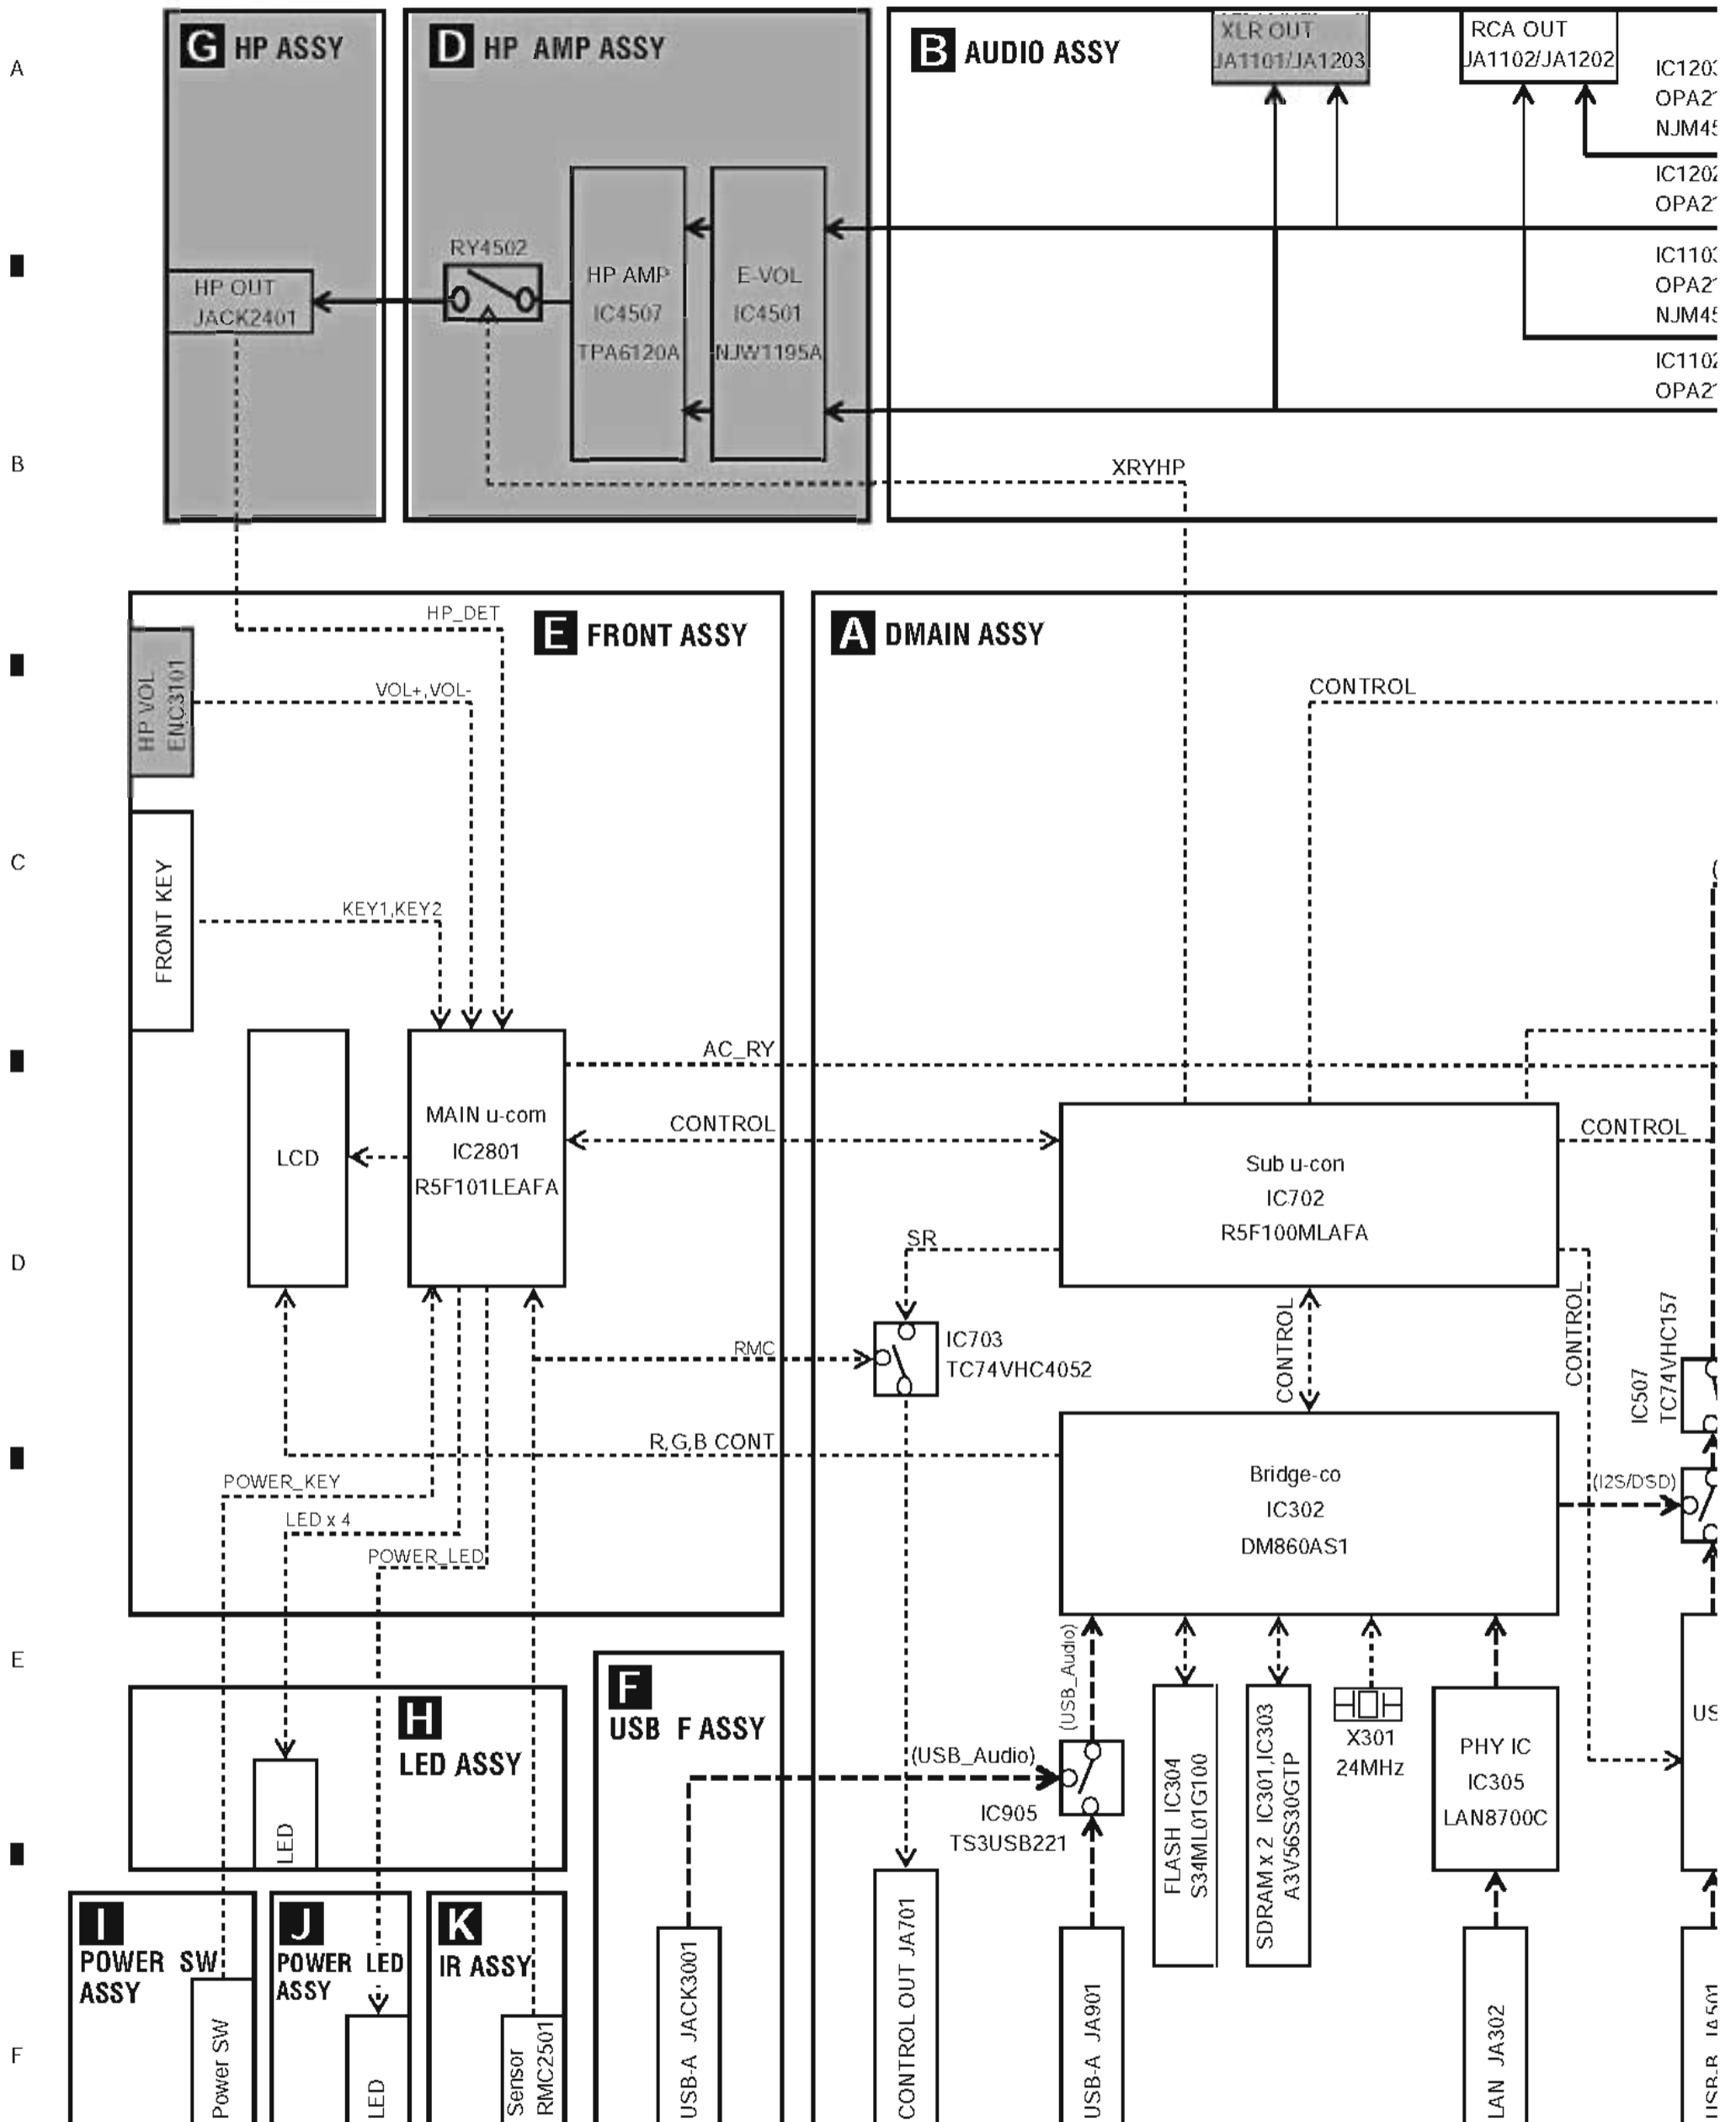 A
B
C
D
E
F
G HP ASSY
D HP AMP ASSY
B AUDIO ASSY
XLR OUT
JA1101/JA1203
RCA OUT
JA1102/JA1202
RY4502
HP OUT
JACK2401
HP AMP
IC4507
TPA6120A
E-VOL
IC4501
NJW1195A
XRYHP
HP_DET
E FRONT ASSY
A DMAIN ASSY
HP VOL
ENC3101
VOL+,VOL-
CONTROL
FRONT KEY
KEY1,KEY2
AC_RY
LCD
MAIN u-com
IC2801
R5F101LEAFA
CONTROL
Sub u-con
IC702
R5F100MLAFA
CONTROL
SR
IC703
TC74VHC4052
RMC
CONTROL
CONTROL
IC507
TC74VHC157
R,G,B CONT
POWER_KEY
LED x 4
POWER_LED
Bridge-co
IC302
DM860AS1
(I2S/DSD)
H
LED ASSY
LED
F
USB F ASSY
(USB_Audio)
(USB_Audio)
IC905
TS3USB221
FLASH IC304
S34ML01G100
SDRAM x 2 IC301,IC303
A3V56S30GTP
X301
24MHz
PHY IC
IC305
LAN8700C
I
POWER SW
ASSY
Power SW
J
POWER LED
ASSY
LED
K
IR ASSY
Sensor
RMC2501
USB-A JACK3001
CONTROL OUT JA701
USB-A JA901
LAN JA302